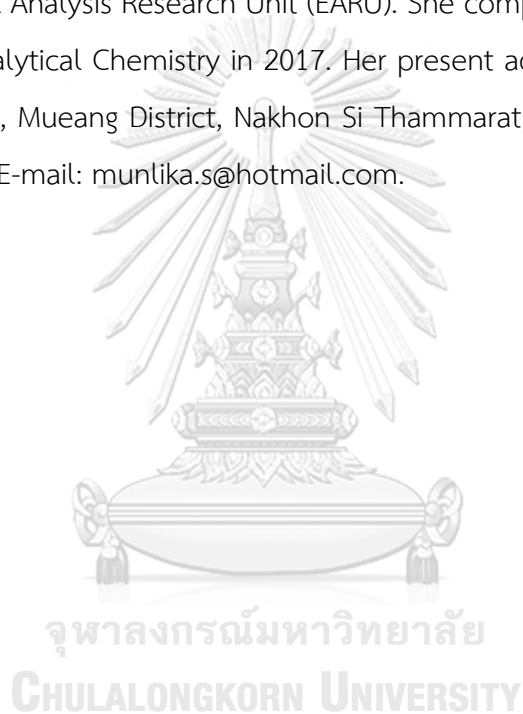 Analysis Research Unit (EARU). She comp
alytical Chemistry in 2017. Her present ad
, Mueang District, Nakhon Si Thammarat
E-mail: munlika.s@hotmail.com.
จุฬาลงกรณ์มหาวิทยาลัย
CHULALONGKORN UNIVERSITY